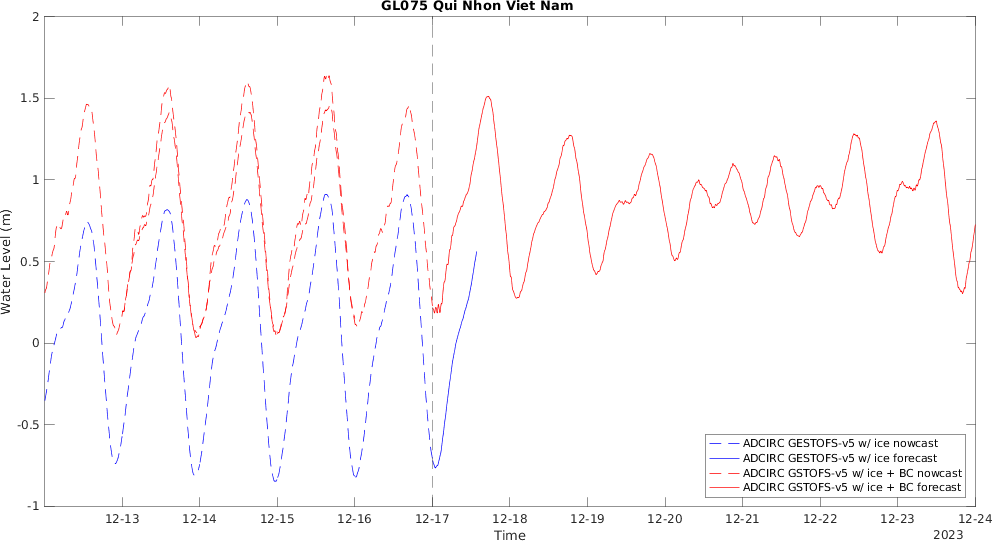 GL075 Qui Nhon Viet Nam
2
1.5
1
0.5
0
-0.5
-1
Water Level (m)
12-13 12-14 12-15 12-16 12-17 12-18 12-19 12-20 12-21 12-22 12-23 12-24
Time
2023
ADCIRC GESTOFS-v5 w/ ice nowcast
ADCIRC GESTOFS-v5 w/ ice forecast
ADCIRC GSTOFS-v5 w/ ice + BC nowcast
ADCIRC GSTOFS-v5 w/ ice + BC forecast